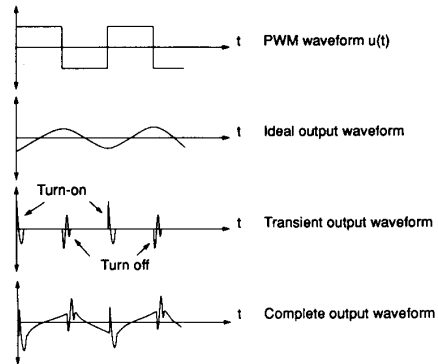 t PWM waveform u(t)
t Ideal output waveform
Turn-on
t Transient output waveform
Turn off
t Complete output waveform